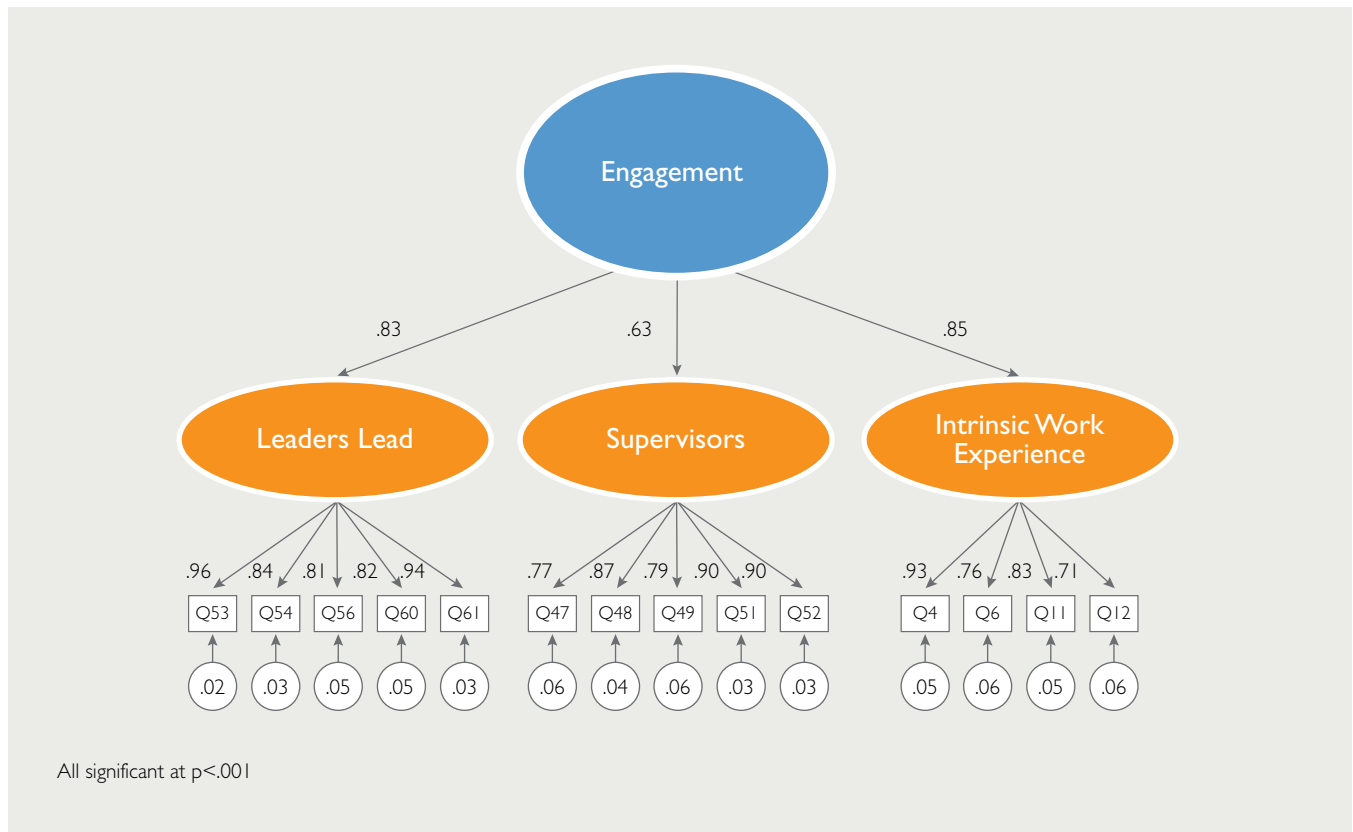 Engagement
.83
.63
.85
Leaders Lead
Supervisors
Intrinsic Work
Experience
.96 .84 .81 .82 .94
.77 .87 .79 .90 .90
.93 .76 .83 .71
Q53 Q54 Q56 Q60 Q61
Q47 Q48 Q49 Q51 Q52
Q4 Q6 Q11 Q12
.02 .03 .05 .05 .03
.06 .04 .06 .03 .03
.05 .06 .05 .06
All significant at p<.001